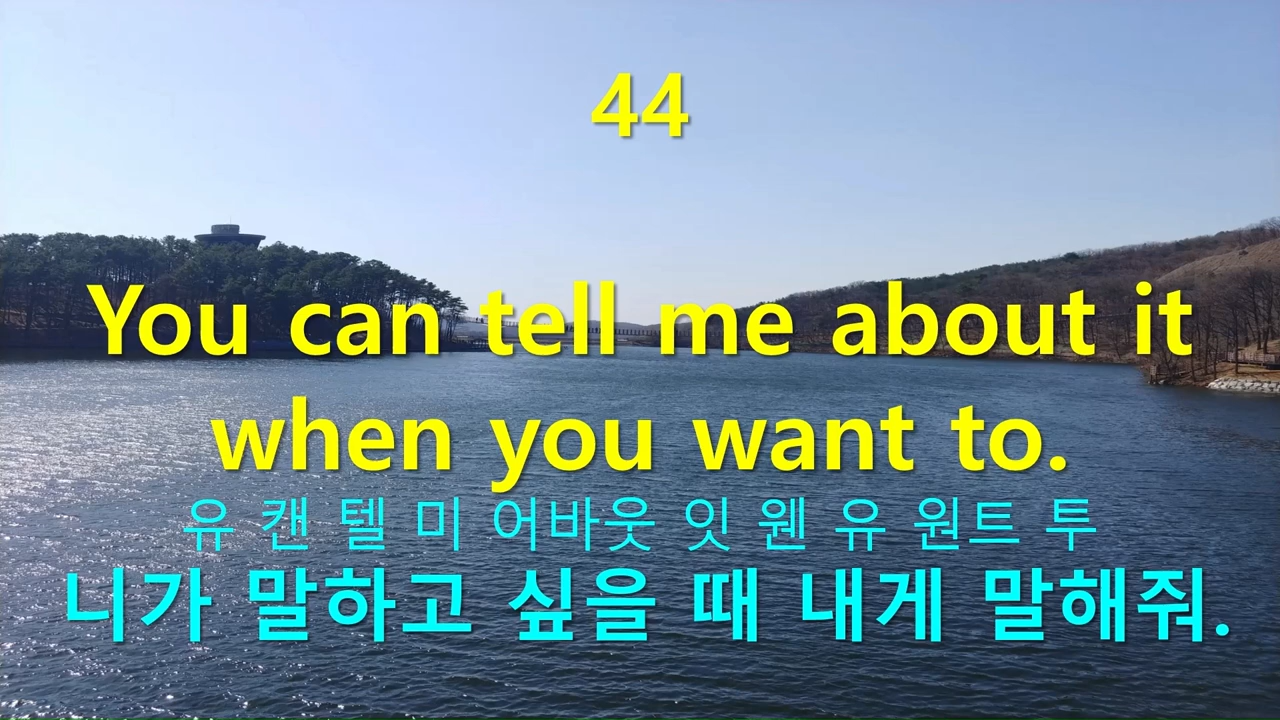 44
You can tell me about it
when you want to.
유 캔 텔 미 어바웃 잇 웬 유 원트 투
니가 말하고 싶을 때 내게 말해줘.